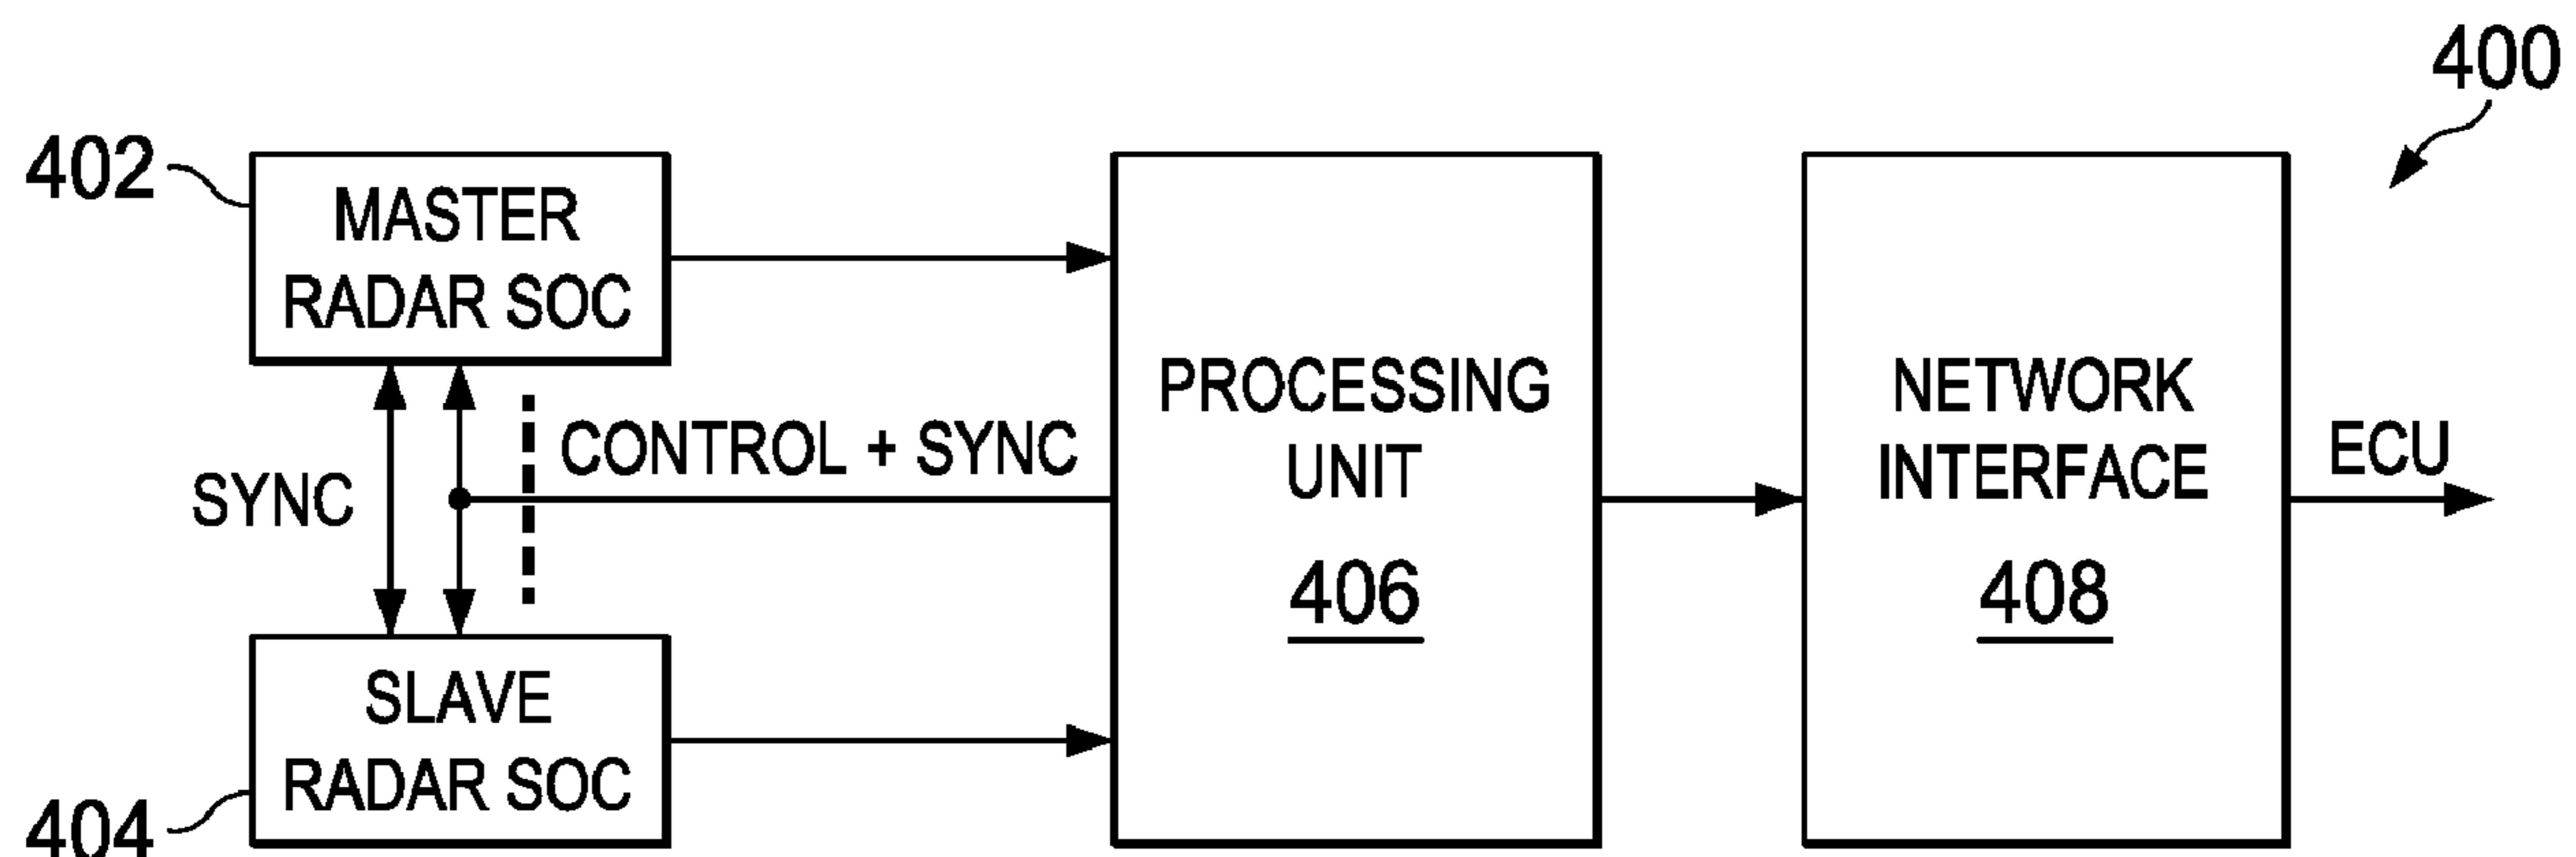 400
402
MASTER
RADAR SOC
SYNC
CONTROL + SYNC
PROCESSING
UNIT
406
NETWORK
INTERFACE
408
ECU
SLAVE
RADAR SOC
404